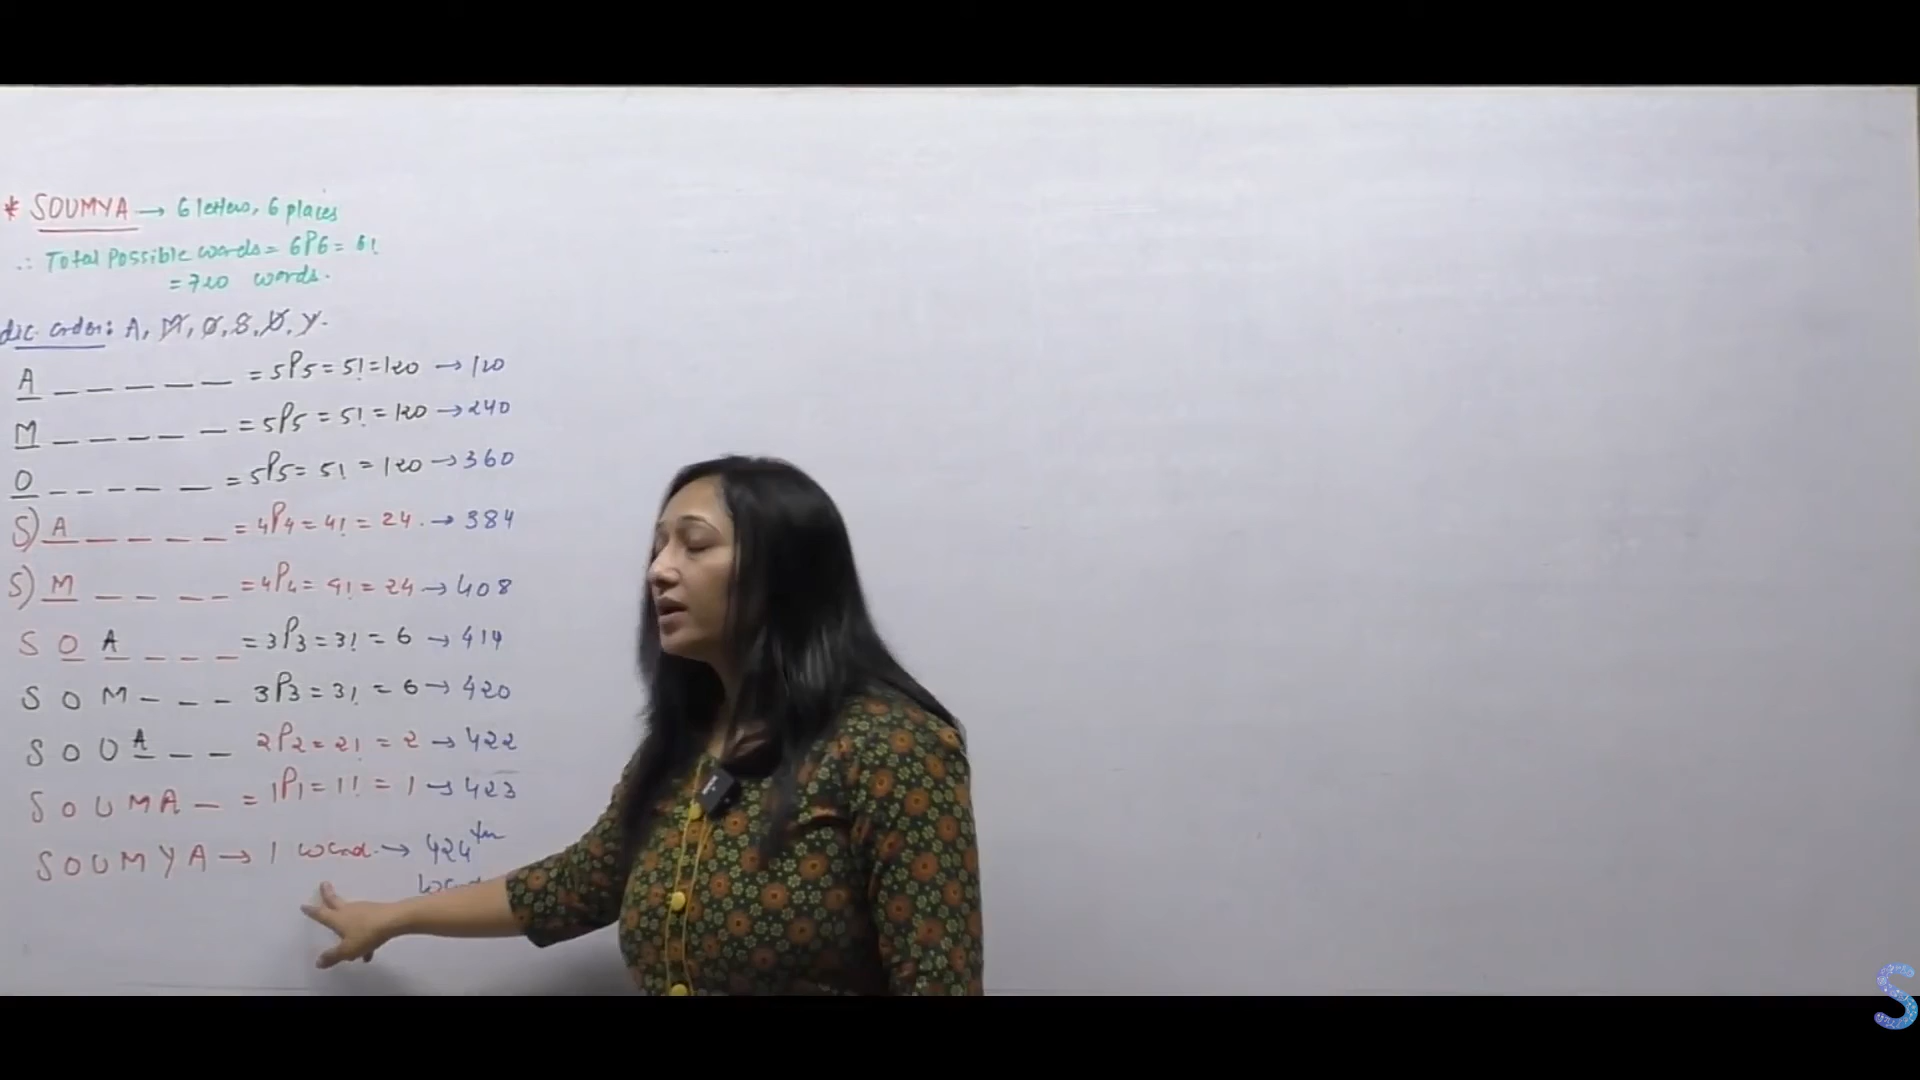 * SOUMYA → 6 letters, 6 places
∴ Total Possible words = 6P6 = 6!
= 720 words.
dic. order: A, M, O, S, U, Y.
A _ _ _ _ _ = 5P5 = 5! = 120 → 120
M _ _ _ _ _ = 5P5 = 5! = 120 → 240
O _ _ _ _ _ = 5P5 = 5! = 120 → 360
S) A _ _ _ _ = 4P4 = 4! = 24. → 384
S) M _ _ _ _ = 4P4 = 4! = 24 → 408
S O A _ _ _ = 3P3 = 3! = 6 → 414
S O M _ _ _ 3P3 = 3! = 6 → 420
S O U A _ _ 2P2 = 2! = 2 → 422
S O U M A _ = 1P1 = 1! = 1 → 423
S O U M Y A → 1 word. → 424th
S